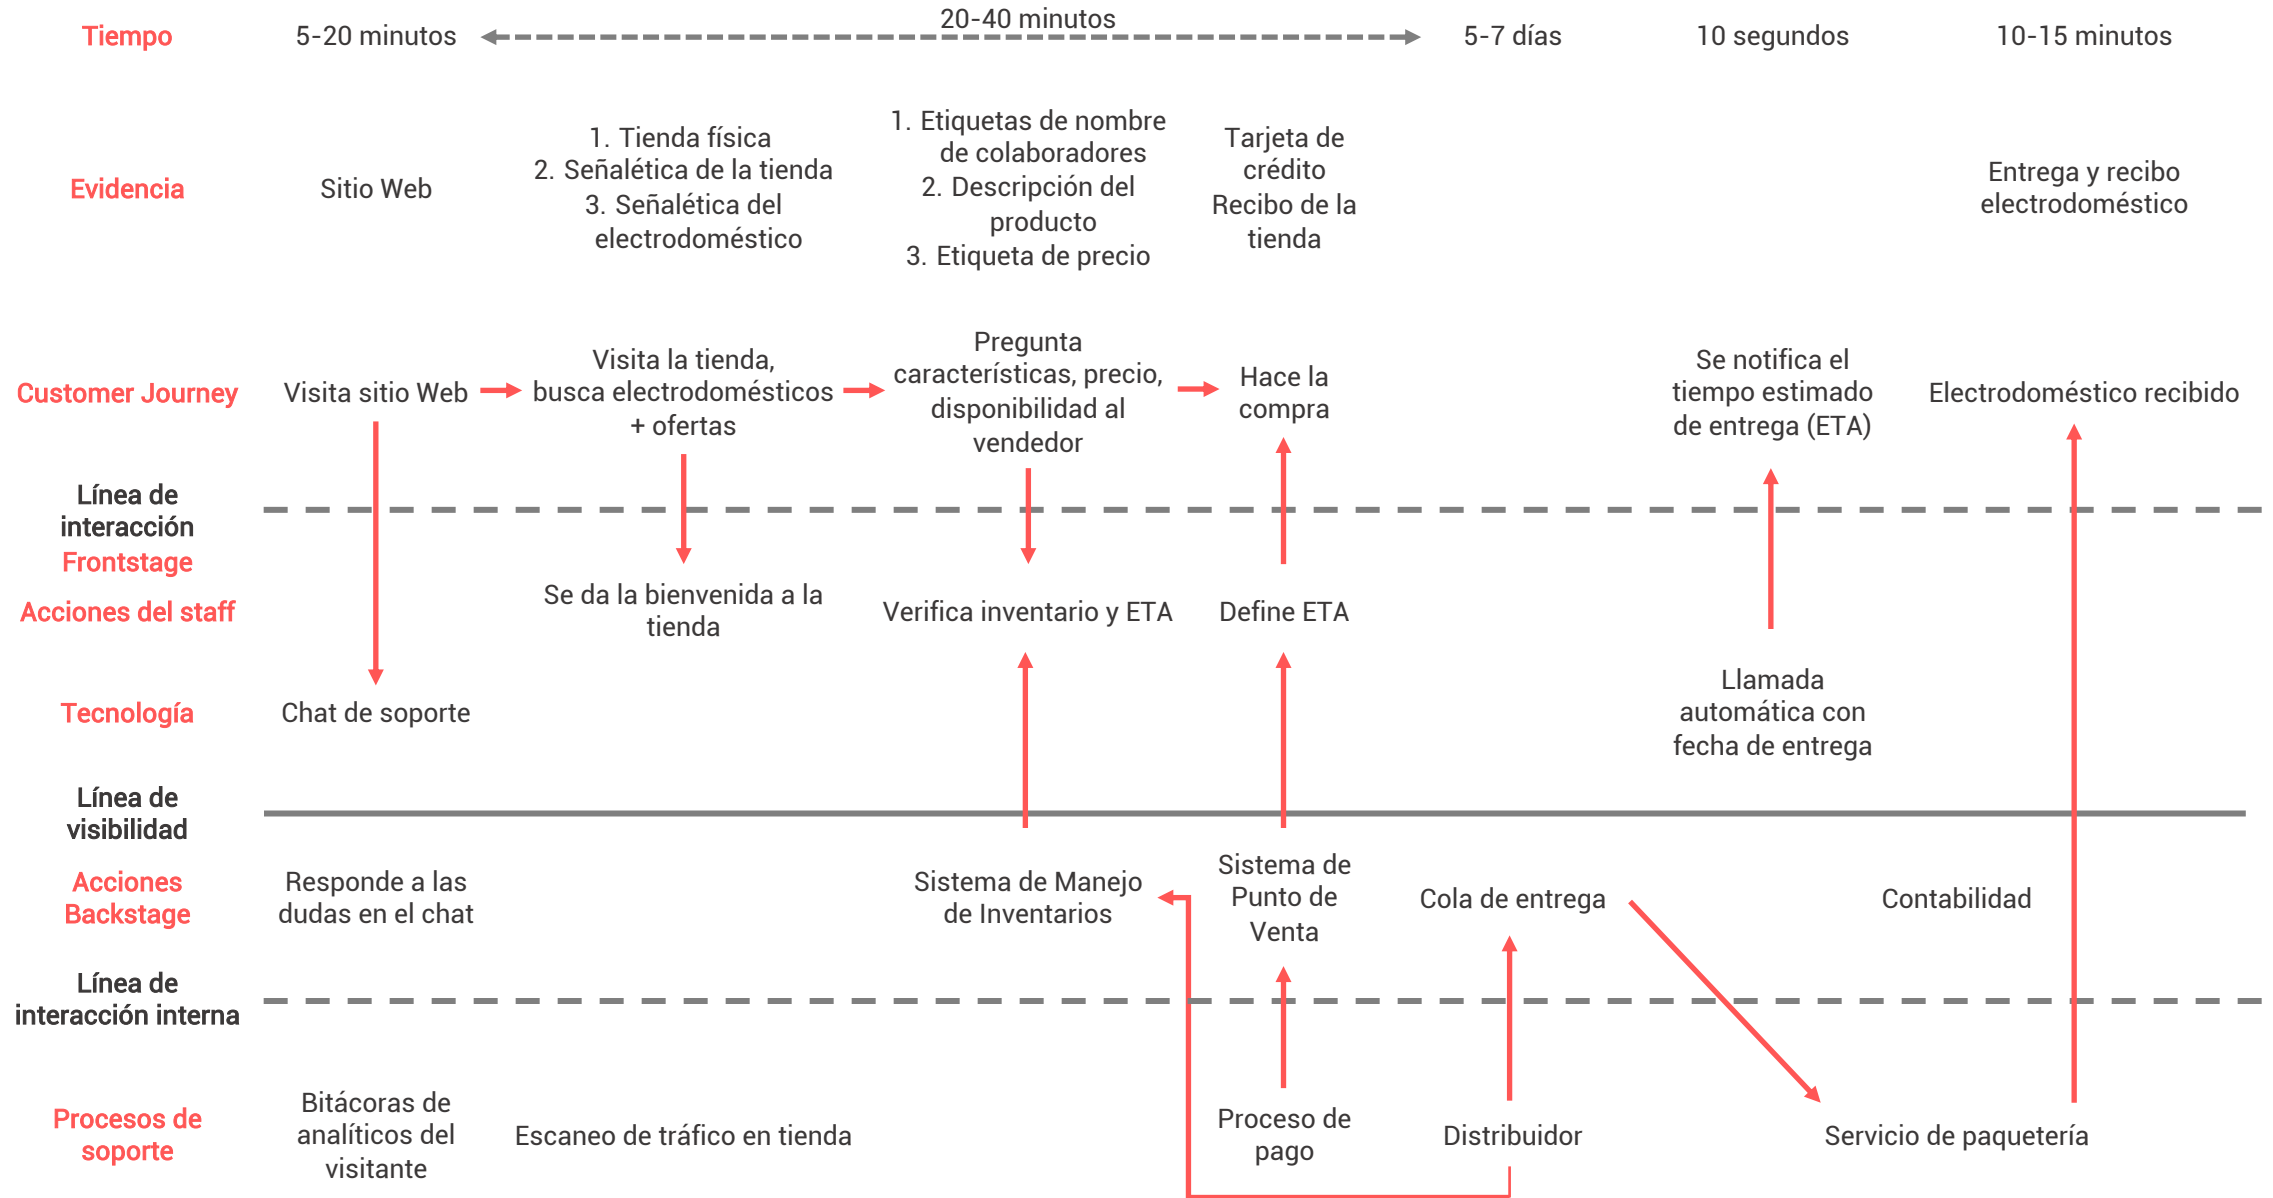 Tiempo
5-20 minutos
20-40 minutos
5-7 días
10 segundos
10-15 minutos
Evidencia
Sitio Web
1. Tienda física
2. Señalética de la tienda
3. Señalética del
electrodoméstico
1. Etiquetas de nombre
de colaboradores
2. Descripción del
producto
3. Etiqueta de precio
Tarjeta de
crédito
Recibo de la
tienda
Entrega y recibo
electrodoméstico
Customer Journey
Visita sitio Web
Visita la tienda,
busca electrodomésticos
+ ofertas
Pregunta
características, precio,
disponibilidad al
vendedor
Hace la
compra
Se notifica el
tiempo estimado
de entrega (ETA)
Electrodoméstico recibido
Línea de
interacción
Frontstage
Acciones del staff
Se da la bienvenida a la
tienda
Verifica inventario y ETA
Define ETA
Tecnología
Chat de soporte
Llamada
automática con
fecha de entrega
Línea de
visibilidad
Acciones
Backstage
Responde a las
dudas en el chat
Sistema de Manejo
de Inventarios
Sistema de
Punto de
Venta
Cola de entrega
Contabilidad
Línea de
interacción interna
Procesos de
soporte
Bitácoras de
analíticos del
visitante
Escaneo de tráfico en tienda
Proceso de
pago
Distribuidor
Servicio de paquetería